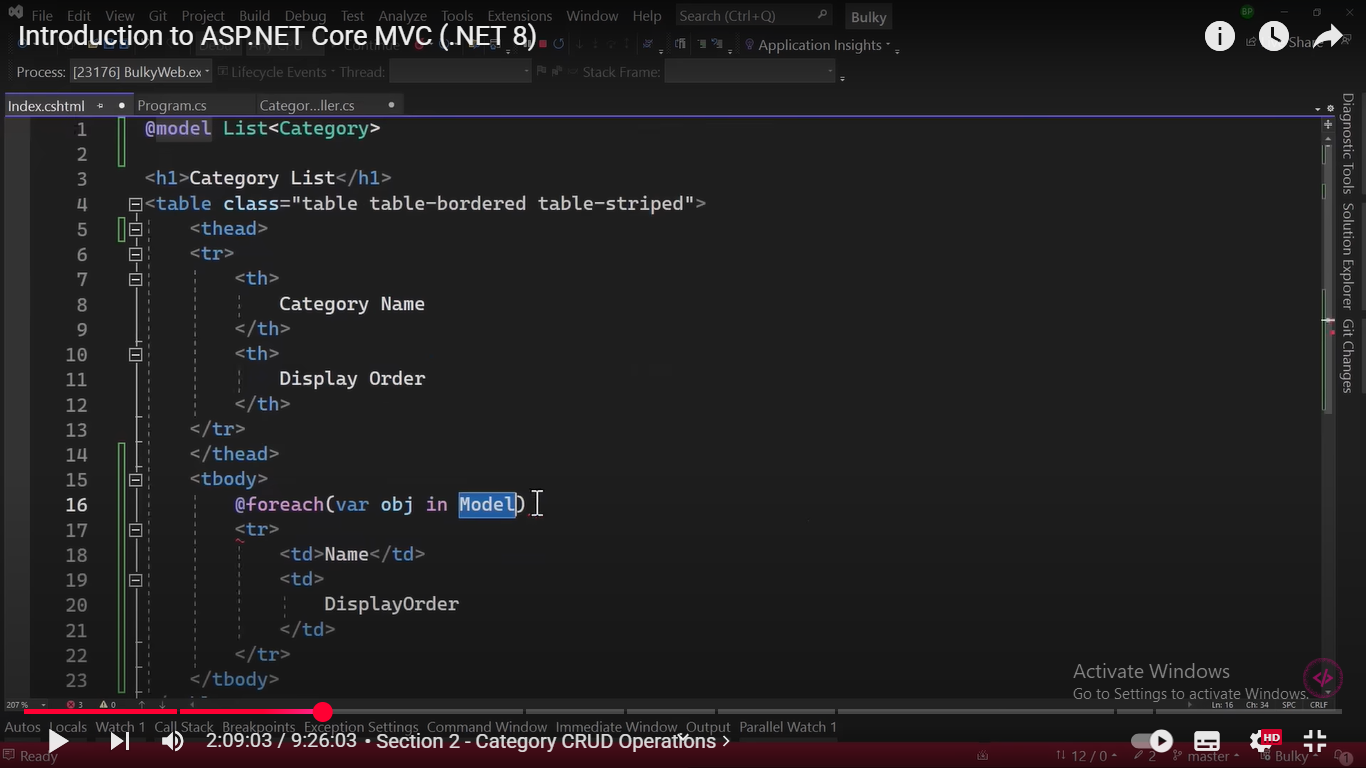 File Edit View Git Project Build Debug Test Analyze Tools Extensions Window Help Search (Ctrl+Q) Bulky
Introduction to ASP.NET Core MVC (.NET 8)
Application Insights
Share
Process: [23176] BulkyWeb.ex Lifecycle Events Thread: Stack Frame:
Index.cshtml Program.cs Categor...ller.cs
1 @model List<Category>
2
3 <h1>Category List</h1>
4 <table class="table table-bordered table-striped">
5 <thead>
6 <tr>
7 <th>
8 Category Name
9 </th>
10 <th>
11 Display Order
12 </th>
13 </tr>
14 </thead>
15 <tbody>
16 @foreach(var obj in Model)
17 <tr>
18 <td>Name</td>
19 <td>
20 DisplayOrder
21 </td>
22 </tr>
23 </tbody>
Diagnostic Tools
Solution Explorer
Git Changes
Activate Windows
Go to Settings to activate Windows.
207 % 3 0 Ln: 16 Ch: 34 SPC CRLF
Autos Locals Watch 1 Call Stack Breakpoints Exception Settings Command Window Immediate Window Output Parallel Watch 1
2:09:03 / 9:26:03 • Section 2 - Category CRUD Operations
HD
Ready 12 / 0 2 master Bulky 1